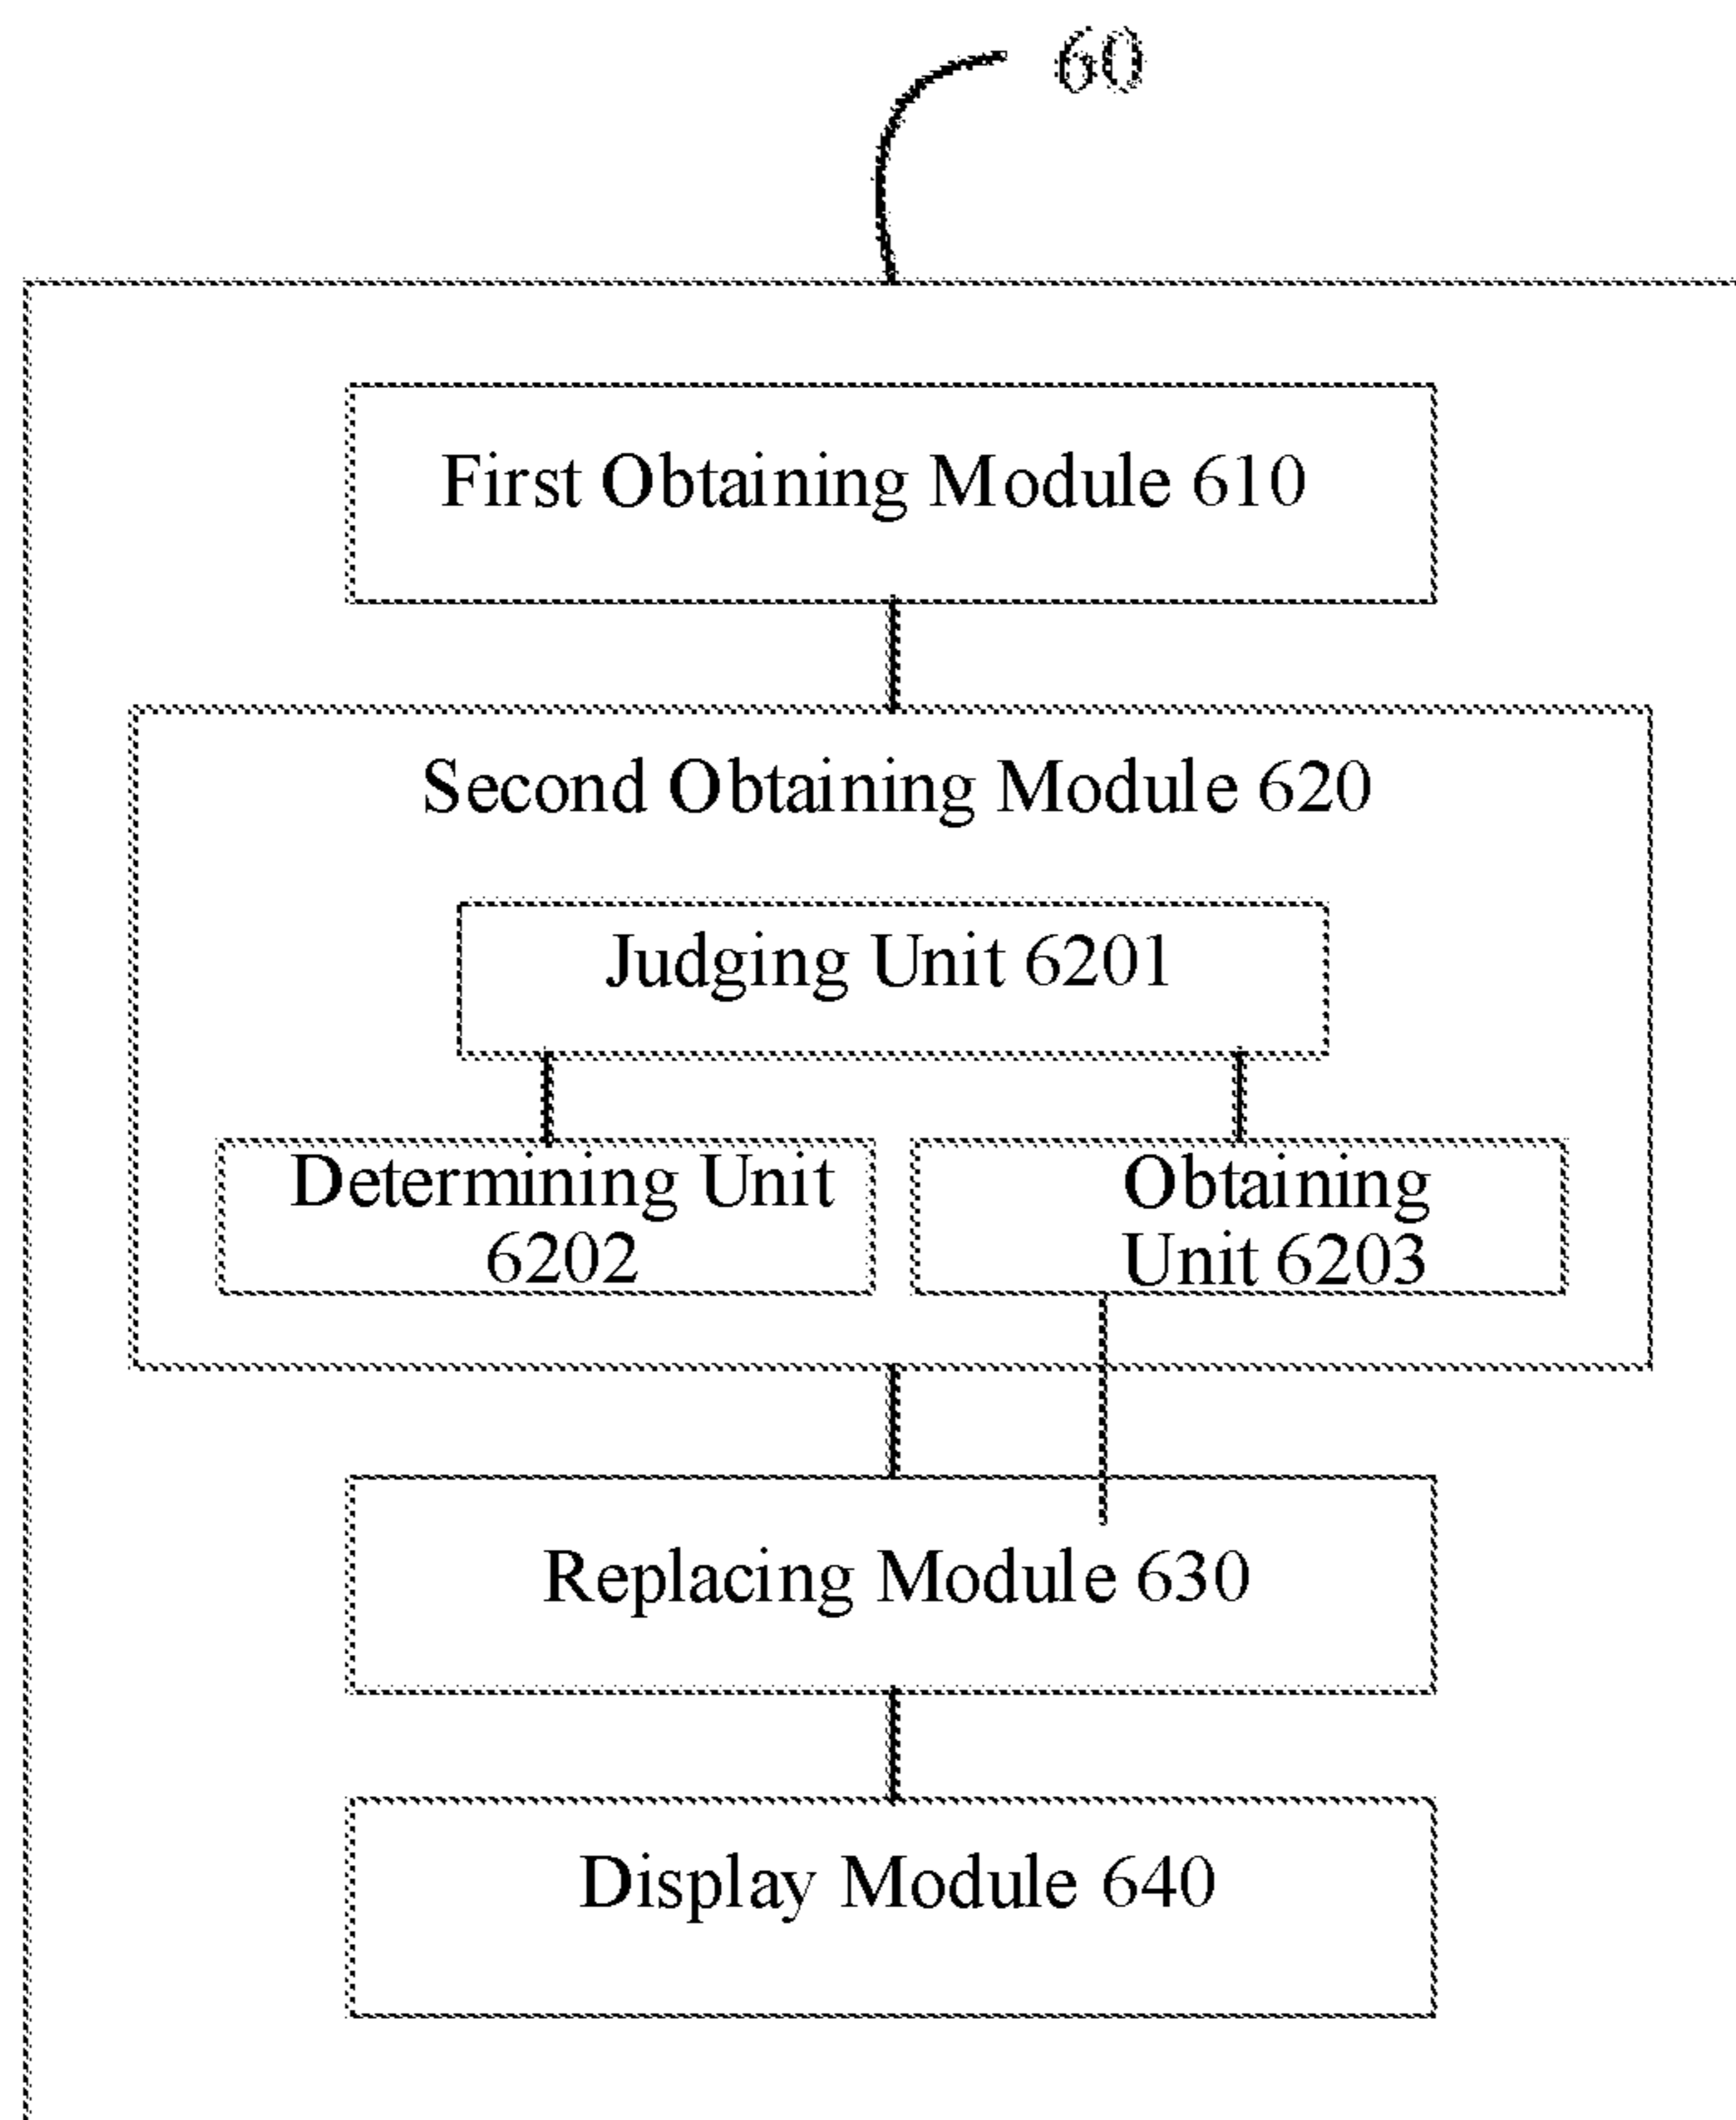 60
First Obtaining Module 610
Second Obtaining Module 620
Judging Unit 6201
Determining Unit
6202
Obtaining
Unit 6203
Replacing Module 630
Display Module 640